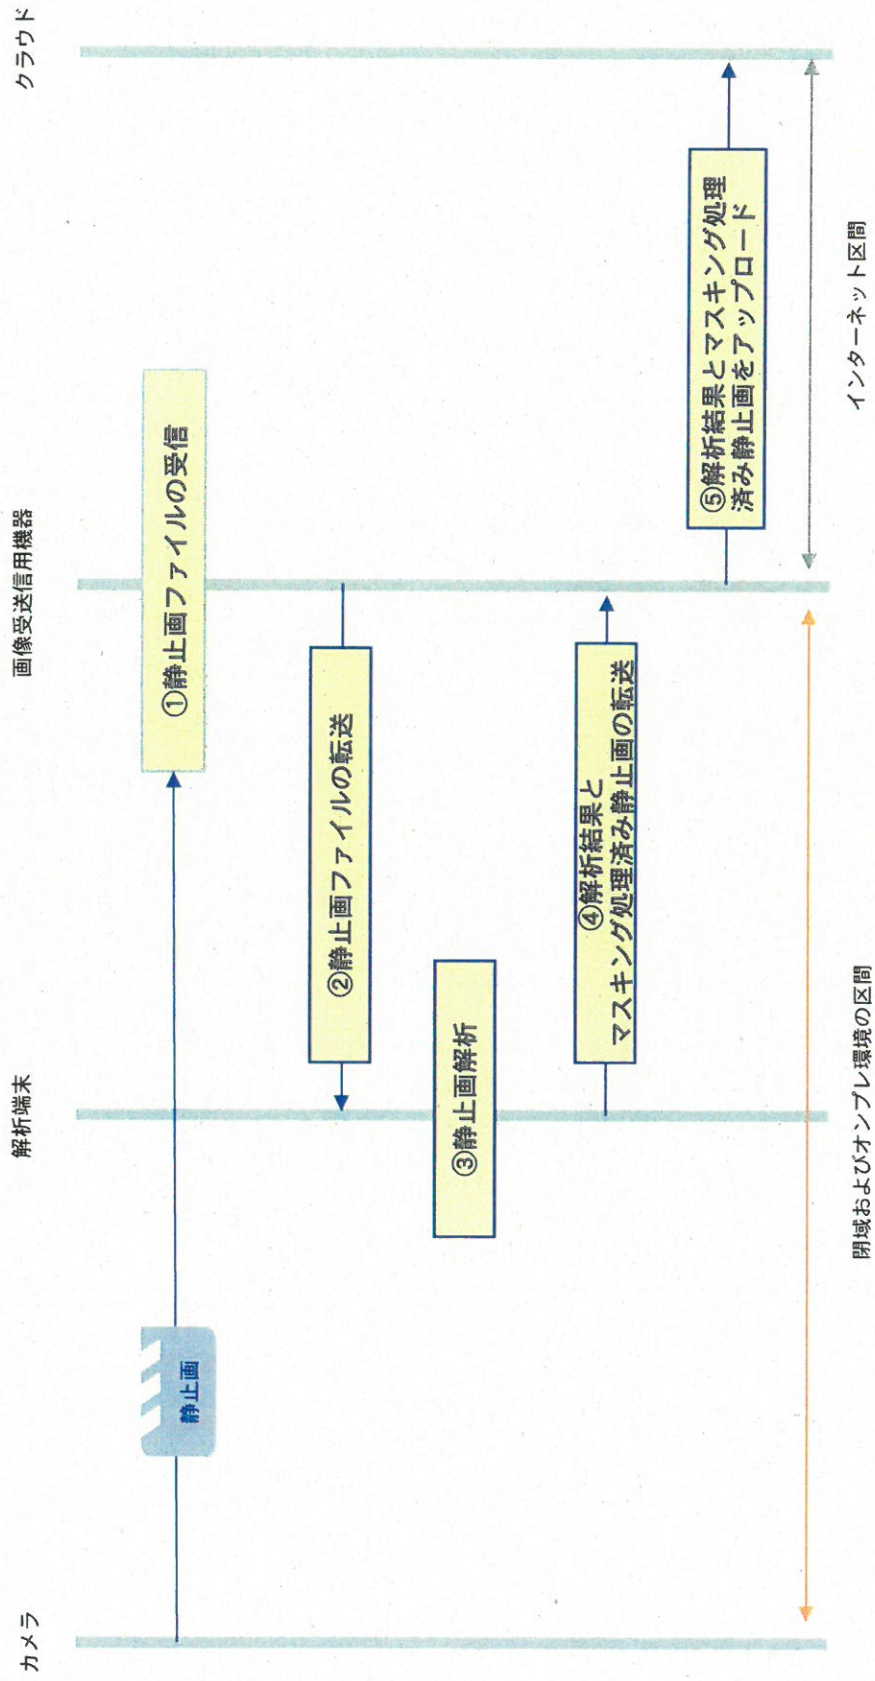 カメラ
解析端末
画像受送信用機器
クラウド
静止画
①静止画ファイルの受信
②静止画ファイルの転送
③静止画解析
④解析結果と
マスキング処理済み静止画の転送
⑤解析結果とマスキング処理
済み静止画をアップロード
閉域およびオンプレ環境の区間
インターネット区間